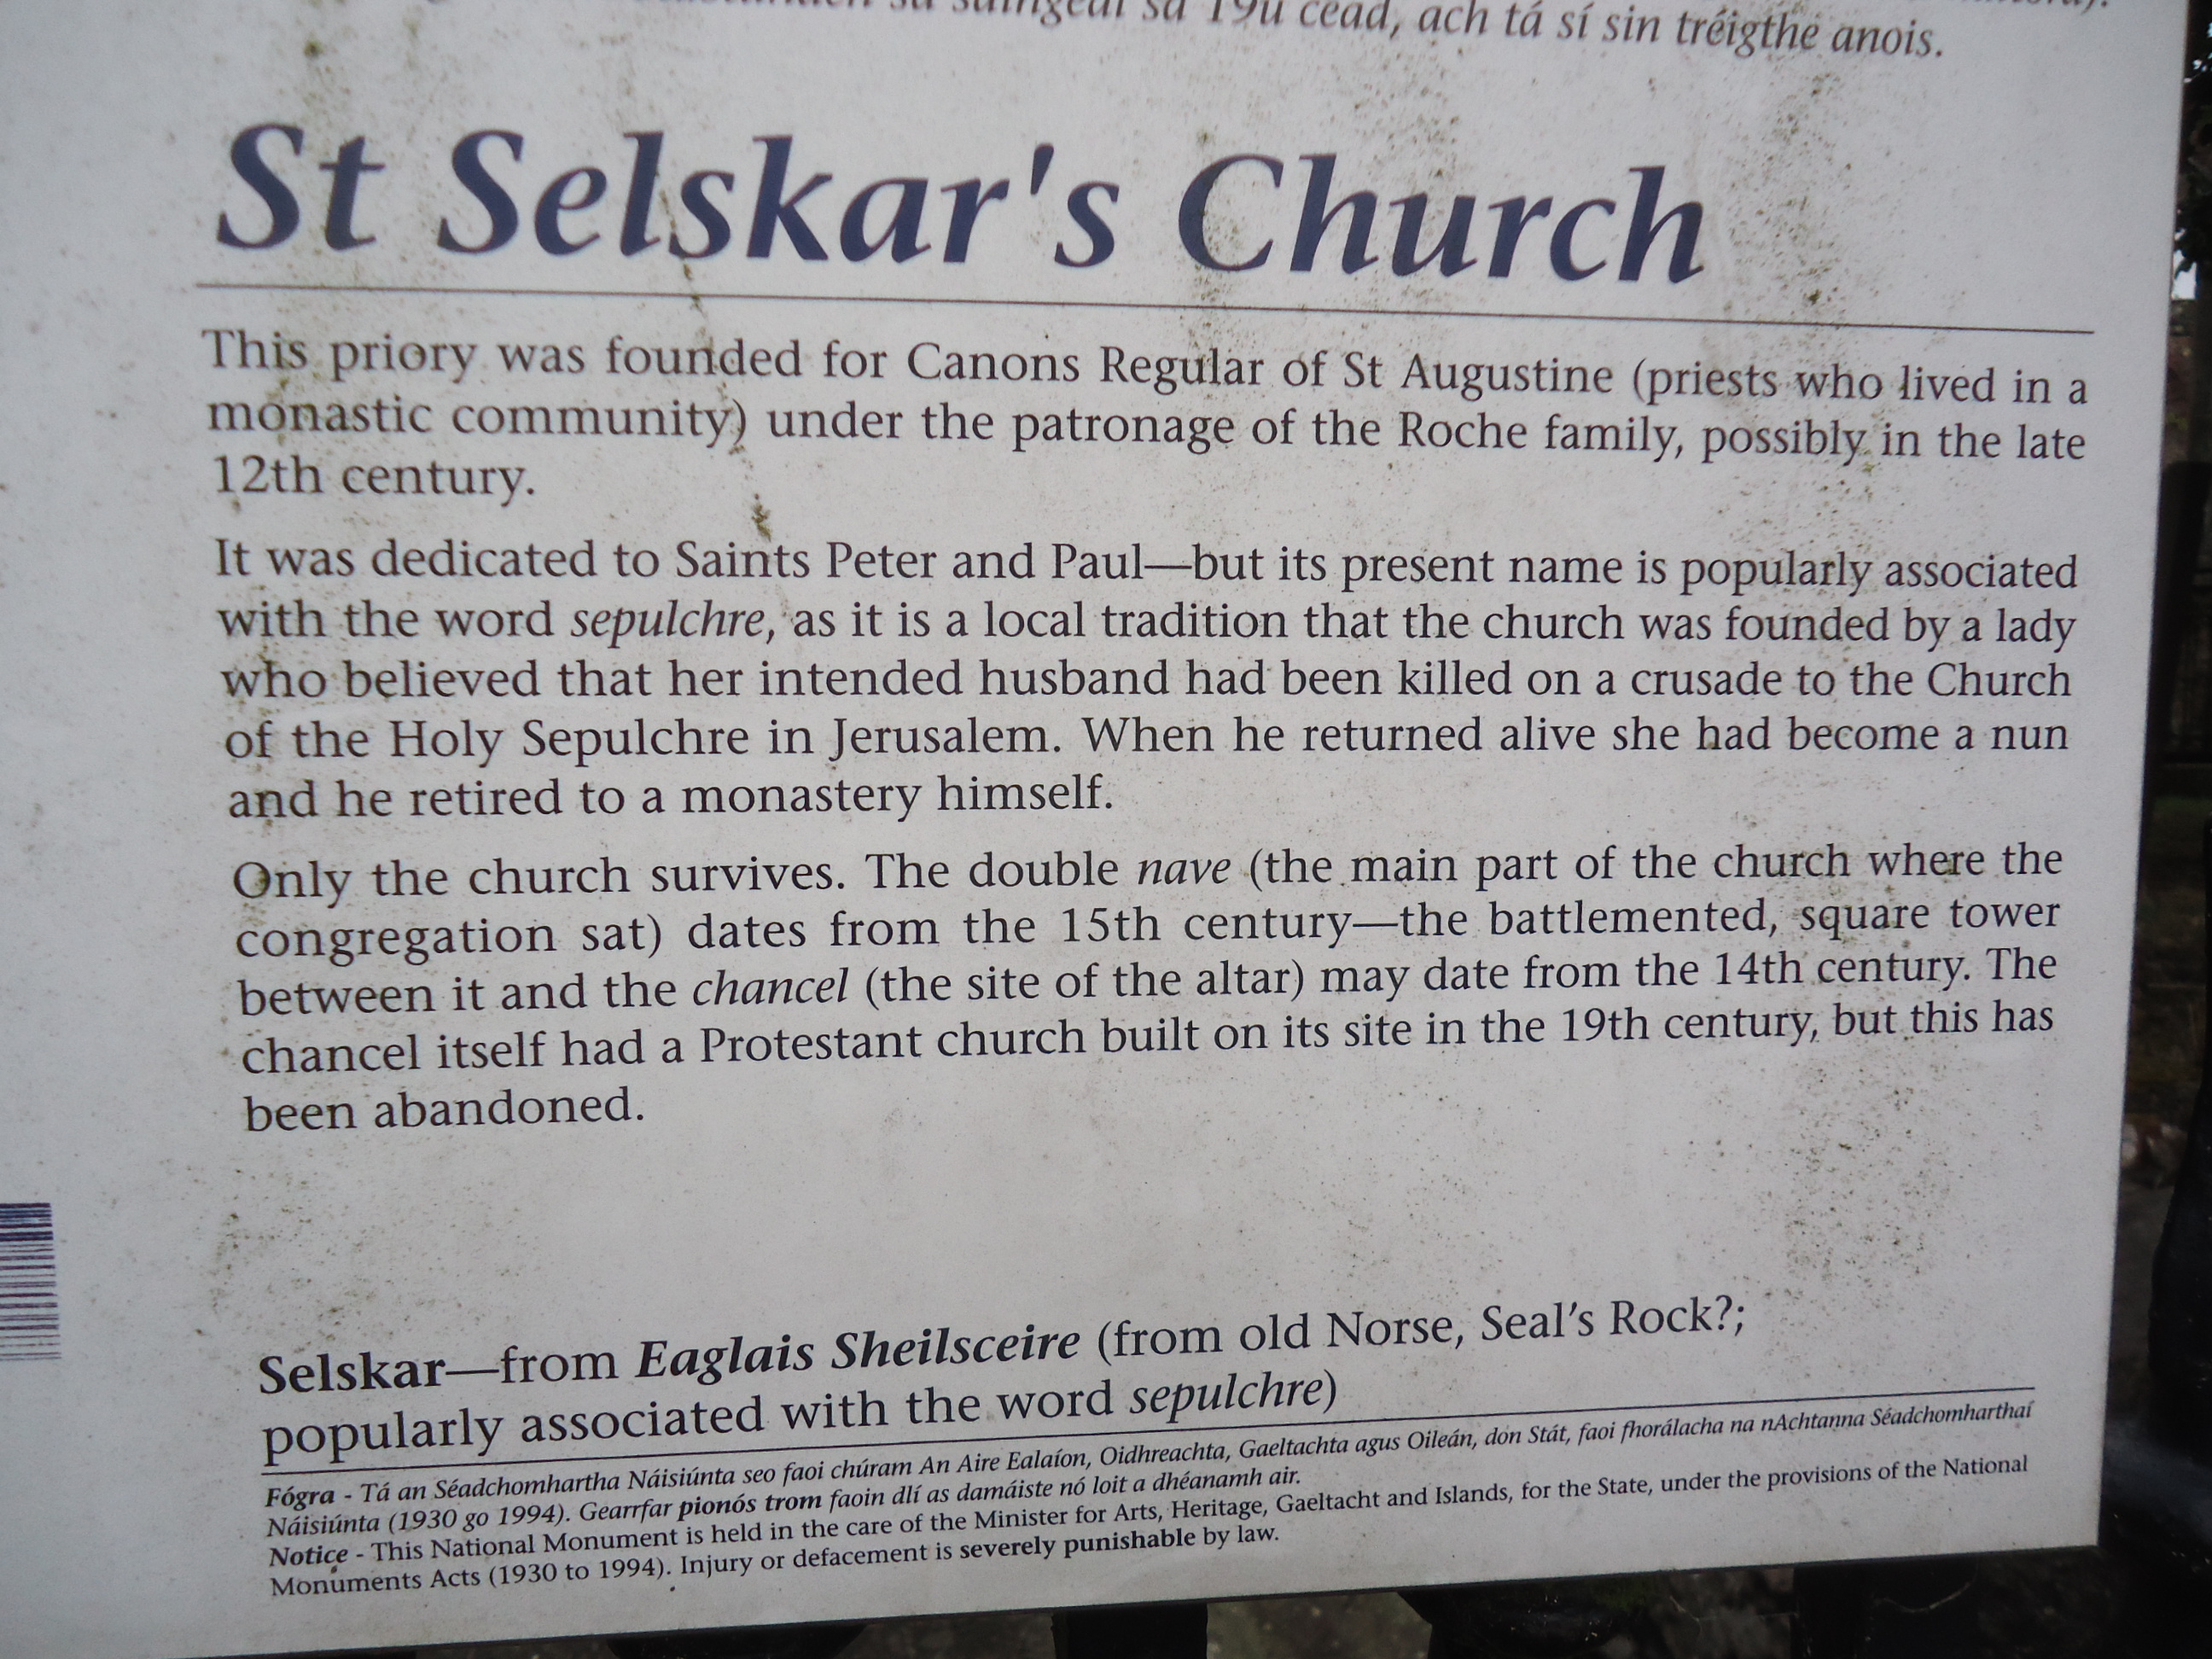 sa 19ú céad, ach tá sí sin tréigthe anois.
St Selskar's Church
This priory was founded for Canons Regular of St Augustine (priests who lived in a
monastic community) under the patronage of the Roche family, possibly in the late
12th century.
It was dedicated to Saints Peter and Paul—but its present name is popularly associated
with the word sepulchre, as it is a local tradition that the church was founded by a lady
who believed that her intended husband had been killed on a crusade to the Church
of the Holy Sepulchre in Jerusalem. When he returned alive she had become a nun
and he retired to a monastery himself.
Only the church survives. The double nave (the main part of the church where the
congregation sat) dates from the 15th century—the battlemented, square tower
between it and the chancel (the site of the altar) may date from the 14th century. The
chancel itself had a Protestant church built on its site in the 19th century, but this has
been abandoned.
Selskar—from Eaglais Sheilsceire (from old Norse, Seal's Rock?;
popularly associated with the word sepulchre)
Fógra - Tá an Séadchomhartha Náisiúnta seo faoi chúram An Aire Ealaíon, Oidhreachta, Gaeltachta agus Oileán, don Stát, faoi fhorálacha na nAchtanna Séadchomharthaí
Náisiúnta (1930 go 1994). Gearrfar pionós trom faoin dlí as damáiste nó loit a dhéanamh air.
Notice - This National Monument is held in the care of the Minister for Arts, Heritage, Gaeltacht and Islands, for the State, under the provisions of the National
Monuments Acts (1930 to 1994). Injury or defacement is severely punishable by law.